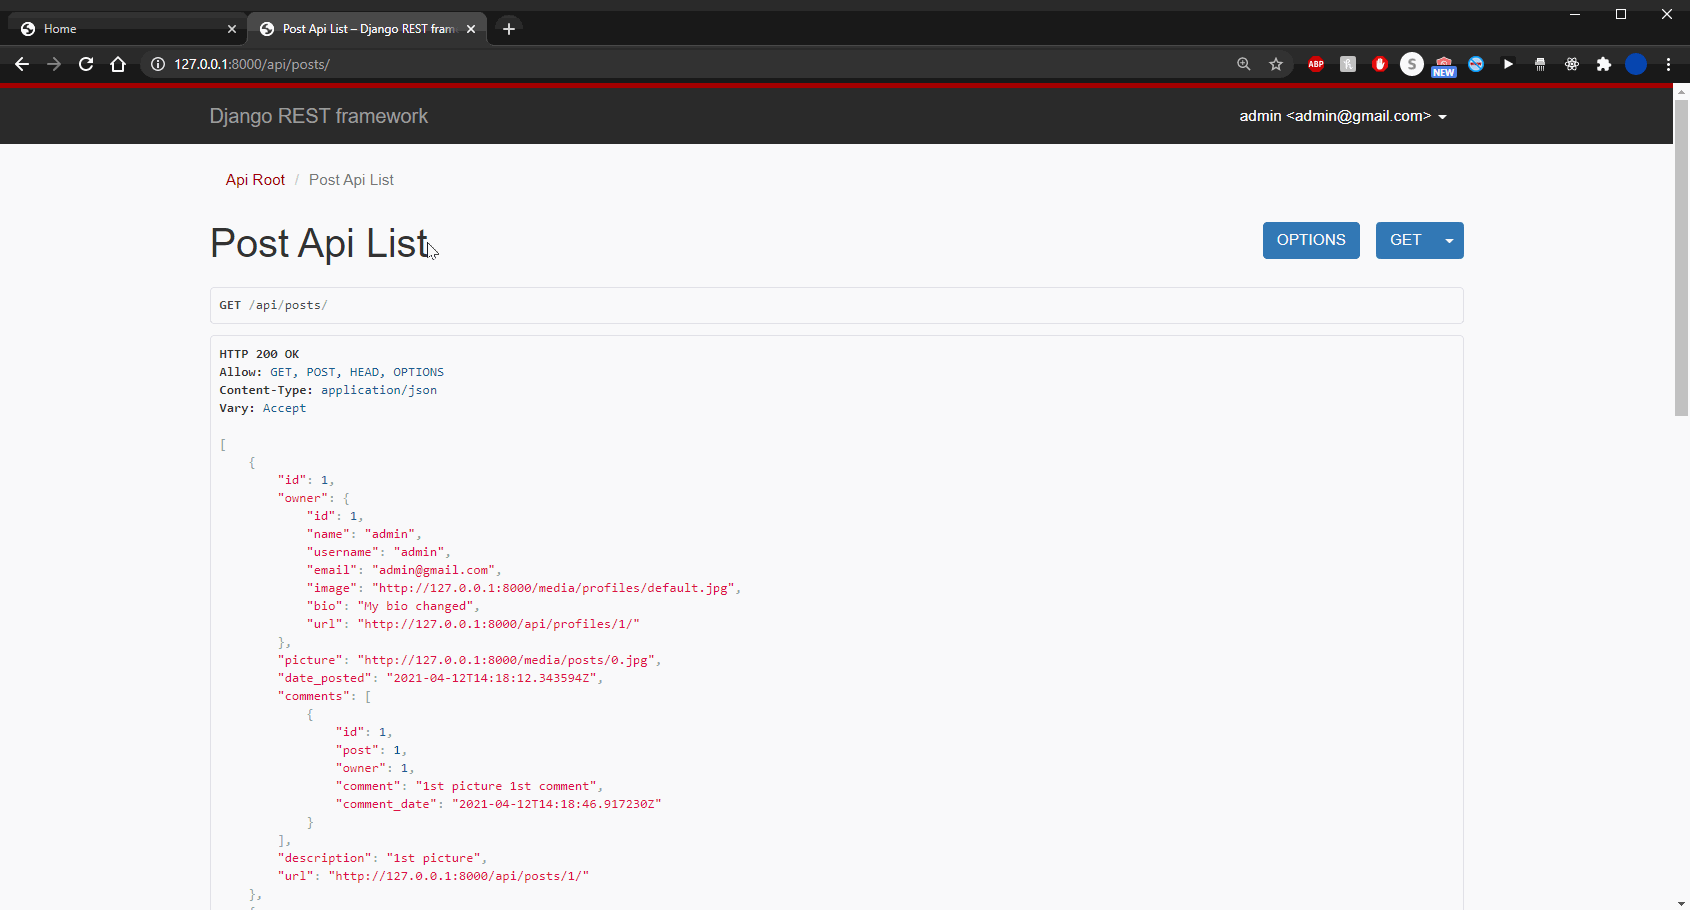 Home
Post Api List – Django REST fram
127.0.0.1:8000/api/posts/
ABP
S
NEW
Django REST framework
admin <admin@gmail.com>
Api Root / Post Api List
Post Api List
OPTIONS
GET
GET /api/posts/
HTTP 200 OK
Allow: GET, POST, HEAD, OPTIONS
Content-Type: application/json
Vary: Accept
[
{
"id": 1,
"owner": {
"id": 1,
"name": "admin",
"username": "admin",
"email": "admin@gmail.com",
"image": "http://127.0.0.1:8000/media/profiles/default.jpg",
"bio": "My bio changed",
"url": "http://127.0.0.1:8000/api/profiles/1/"
},
"picture": "http://127.0.0.1:8000/media/posts/0.jpg",
"date_posted": "2021-04-12T14:18:12.343594Z",
"comments": [
{
"id": 1,
"post": 1,
"owner": 1,
"comment": "1st picture 1st comment",
"comment_date": "2021-04-12T14:18:46.917230Z"
}
],
"description": "1st picture",
"url": "http://127.0.0.1:8000/api/posts/1/"
},